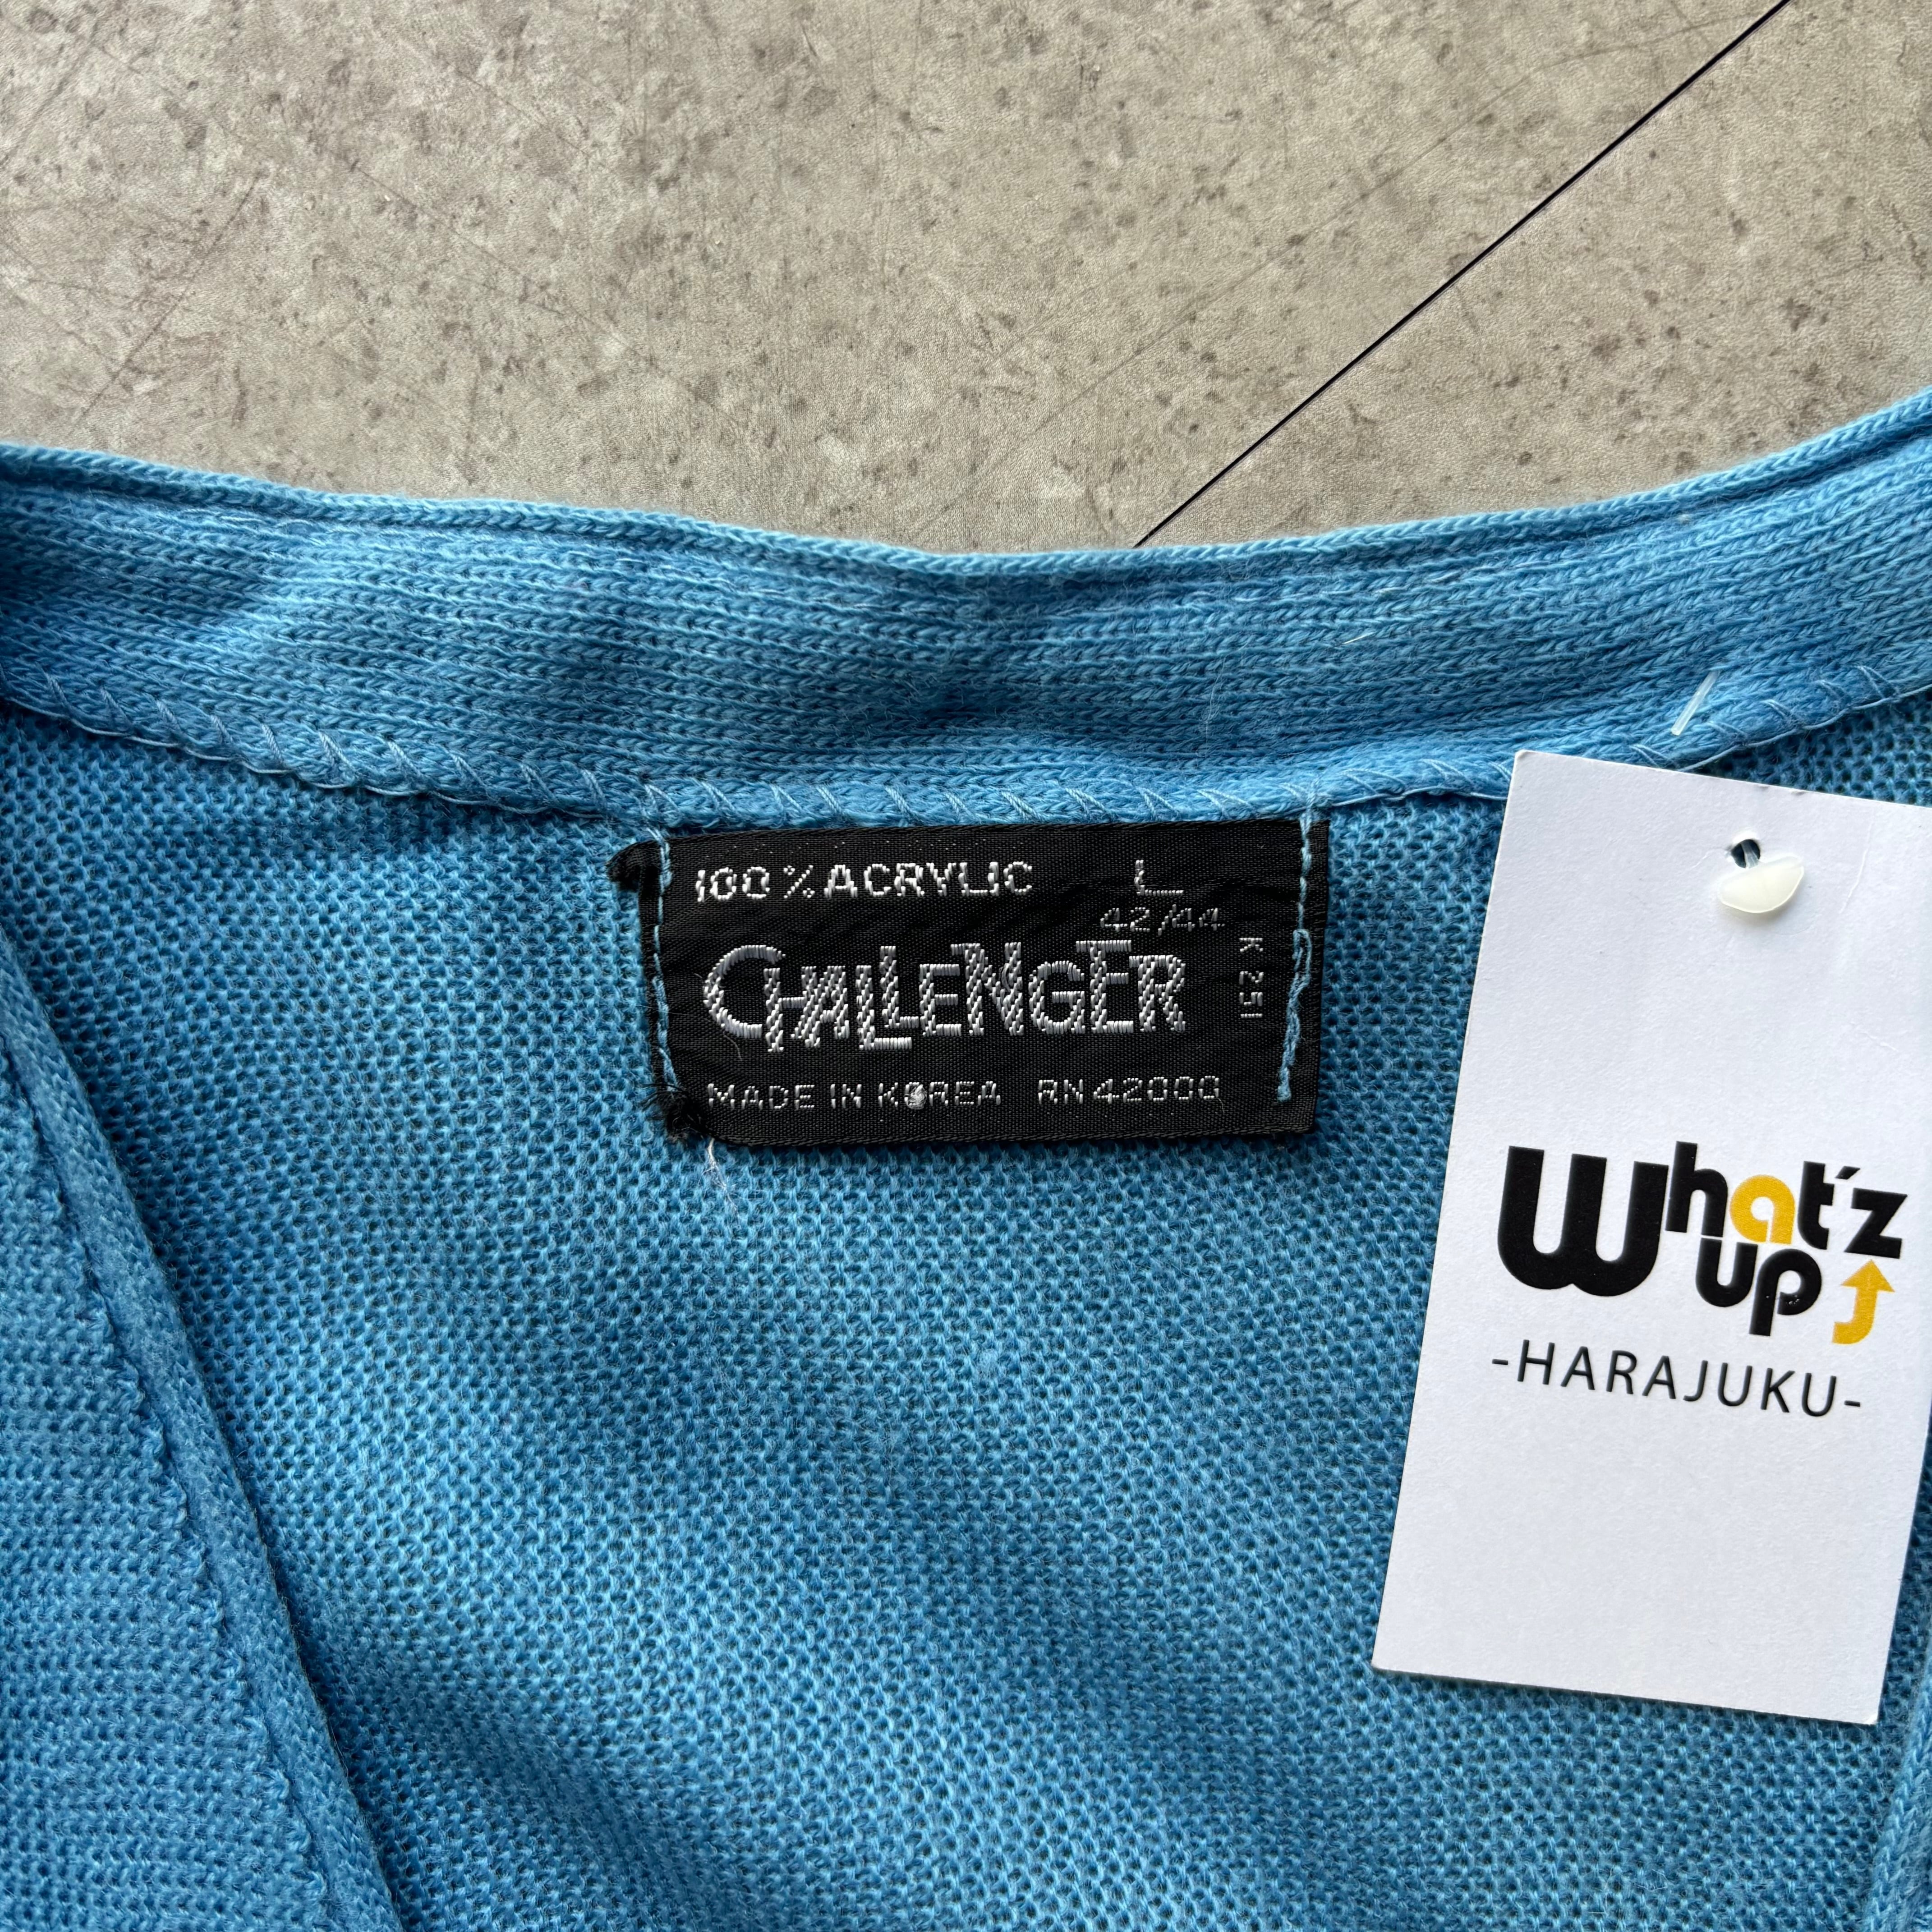 100% ACRYLIC L
42/44
CHALLENGER
K 251
MADE IN KOREA RN 42000
What'z
up
-HARAJUKU-